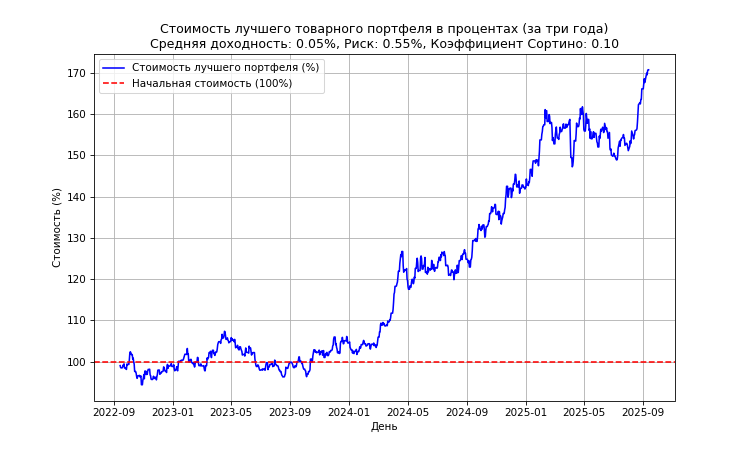 Стоимость лучшего товарного портфеля в процентах (за три года)
Средняя доходность: 0.05%, Риск: 0.55%, Коэффициент Сортино: 0.10
Стоимость лучшего портфеля (%)
Начальная стоимость (100%)
Стоимость (%)
170
160
150
140
130
120
110
100
2022-09 2023-01 2023-05 2023-09 2024-01 2024-05 2024-09 2025-01 2025-05 2025-09
День